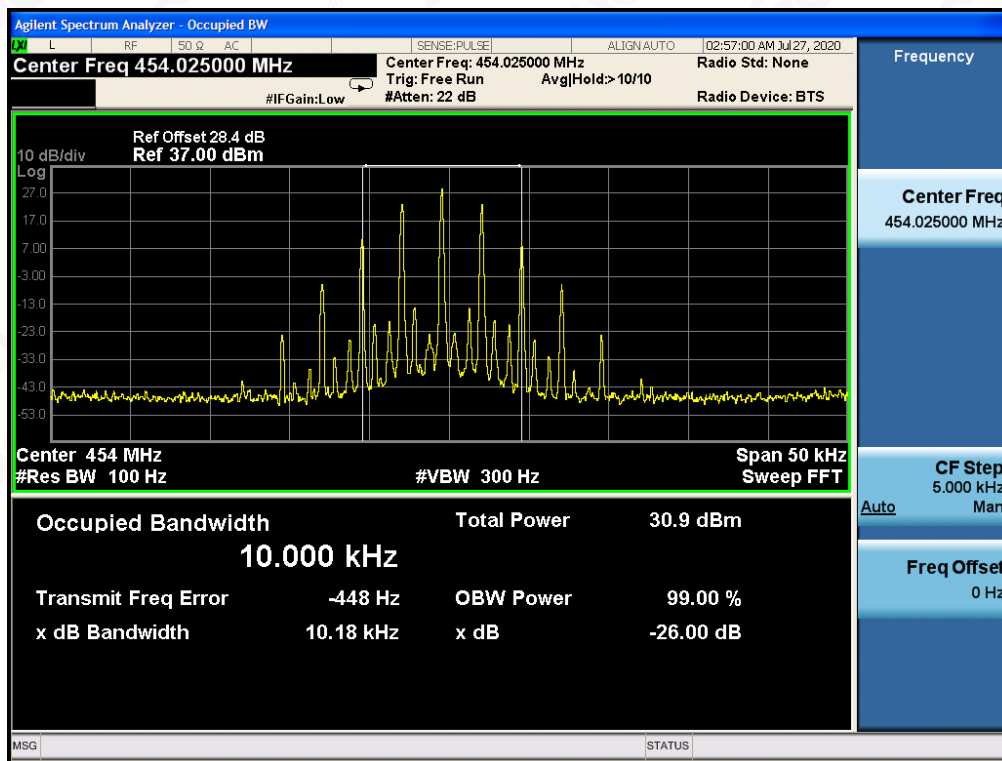 Agilent Spectrum Analyzer - Occupied BW
LXI L RF 50 Ω AC SENSE:PULSE ALIGN AUTO 02:57:00 AM Jul 27, 2020
Center Freq 454.025000 MHz
Center Freq: 454.025000 MHz
Radio Std: None
Trig: Free Run Avg|Hold:>10/10
#IFGain:Low
#Atten: 22 dB
Radio Device: BTS
Ref Offset 28.4 dB
10 dB/div Ref 37.00 dBm
Log
27.0
17.0
7.00
-3.00
-13.0
-23.0
-33.0
-43.0
-53.0
Center 454 MHz
Span 50 kHz
#Res BW 100 Hz #VBW 300 Hz Sweep FFT
Occupied Bandwidth
10.000 kHz
Total Power 30.9 dBm
Transmit Freq Error -448 Hz OBW Power 99.00 %
x dB Bandwidth 10.18 kHz x dB -26.00 dB
MSG STATUS
Frequency
Center Freq
454.025000 MHz
CF Step
5.000 kHz
Auto Man
Freq Offset
0 Hz